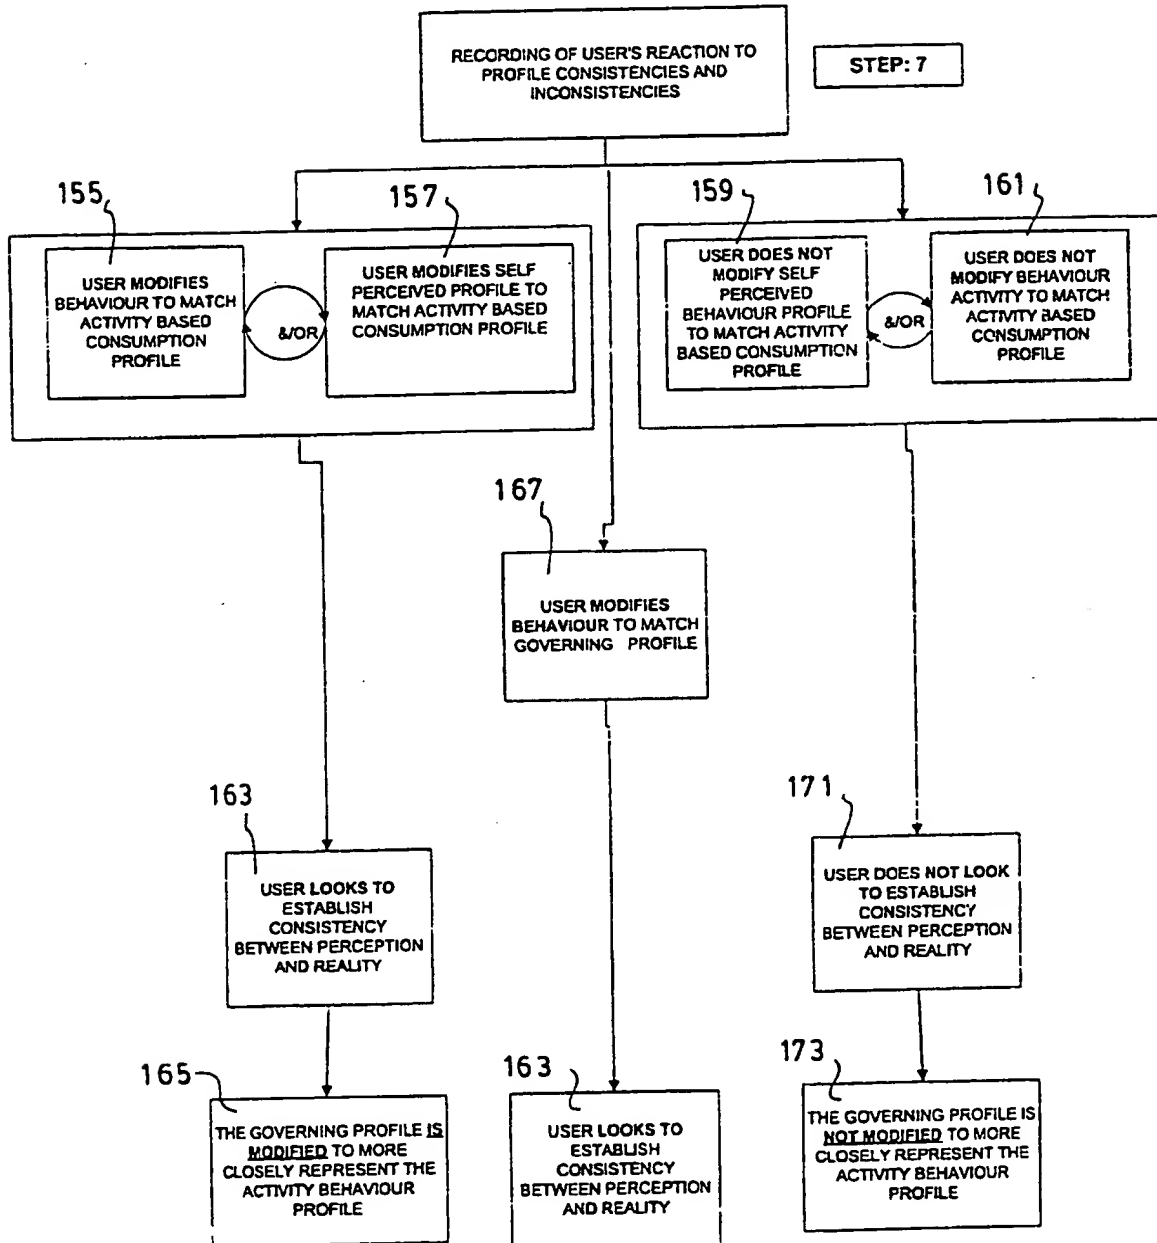 RECORDING OF USER'S REACTION TO
PROFILE CONSISTENCIES AND
INCONSISTENCIES
STEP: 7
155
157
159
161
USER MODIFIES
BEHAVIOUR TO MATCH
ACTIVITY BASED
CONSUMPTION
PROFILE
&/OR
USER MODIFIES SELF
PERCEIVED PROFILE TO
MATCH ACTIVITY BASED
CONSUMPTION PROFILE
USER DOES NOT
MODIFY SELF
PERCEIVED
BEHAVIOUR PROFILE
TO MATCH ACTIVITY
BASED CONSUMPTION
PROFILE
&/OR
USER DOES NOT
MODIFY BEHAVIOUR
ACTIVITY TO MATCH
ACTIVITY BASED
CONSUMPTION
PROFILE
167
USER MODIFIES
BEHAVIOUR TO MATCH
GOVERNING PROFILE
163
USER LOOKS TO
ESTABLISH
CONSISTENCY
BETWEEN PERCEPTION
AND REALITY
171
USER DOES NOT LOOK
TO ESTABLISH
CONSISTENCY
BETWEEN PERCEPTION
AND REALITY
165
THE GOVERNING PROFILE IS
MODIFIED TO MORE
CLOSELY REPRESENT THE
ACTIVITY BEHAVIOUR
PROFILE
163
USER LOOKS TO
ESTABLISH
CONSISTENCY
BETWEEN PERCEPTION
AND REALITY
173
THE GOVERNING PROFILE IS
NOT MODIFIED TO MORE
CLOSELY REPRESENT THE
ACTIVITY BEHAVIOUR
PROFILE